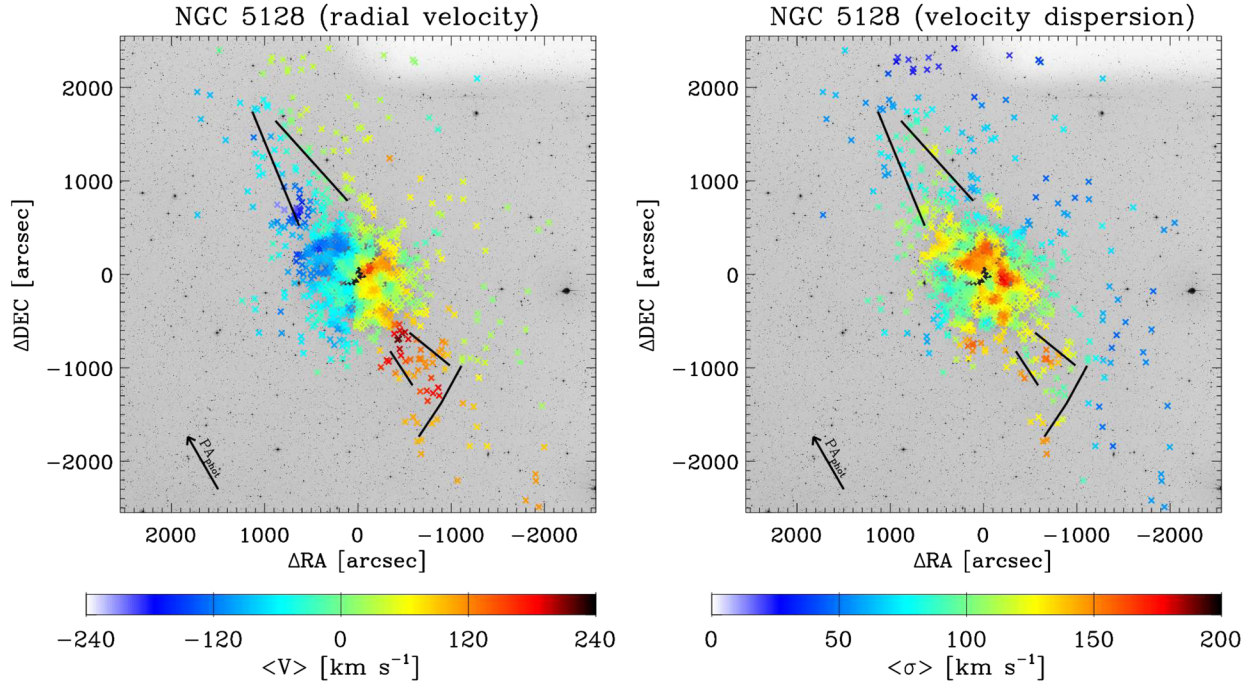 NGC 5128 (radial velocity)
2000
1000
0
−1000
−2000
ΔDEC [arcsec]
PAphot
2000 1000 0 −1000 −2000
ΔRA [arcsec]
−240 −120 0 120 240
<V> [km s⁻¹]
NGC 5128 (velocity dispersion)
2000
1000
0
−1000
−2000
ΔDEC [arcsec]
PAphot
2000 1000 0 −1000 −2000
ΔRA [arcsec]
0 50 100 150 200
<σ> [km s⁻¹]